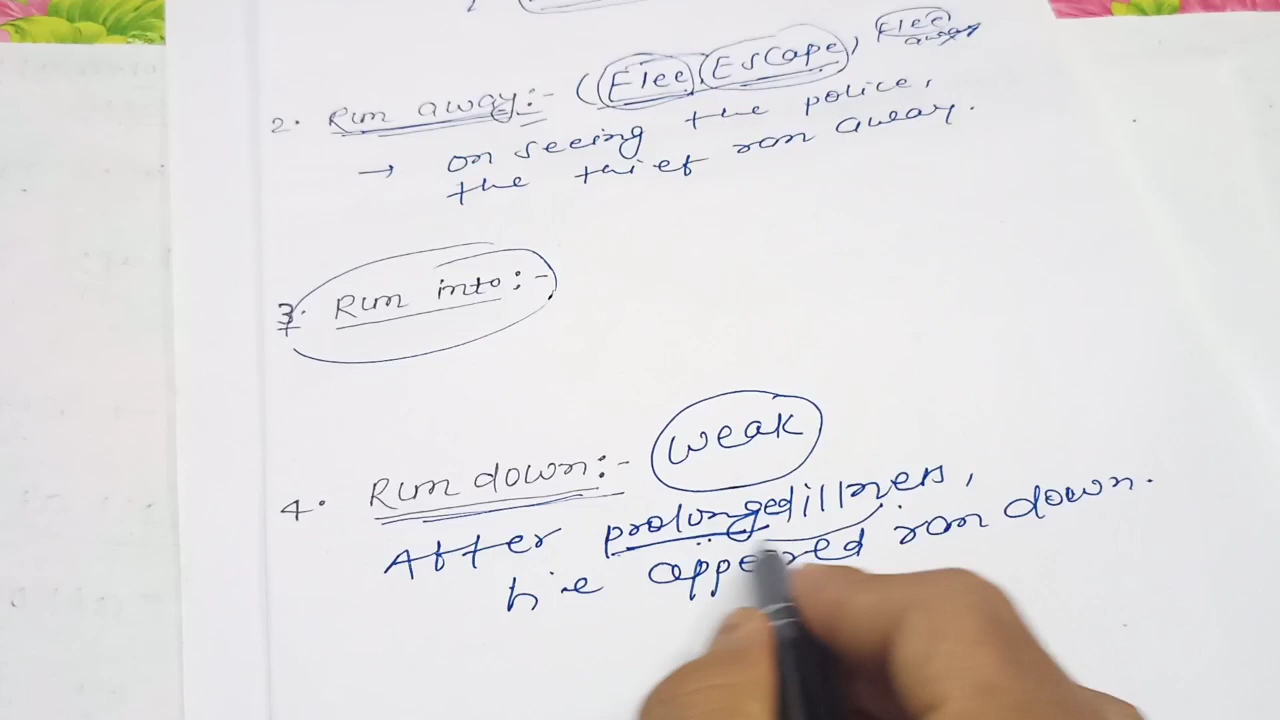 2. Run away:- (Flee, Escape, Flee
away
→ on seeing the police,
the thief ran away.
3. Run into:-
4. Run down:- weak
After prolonged illness,
he appeared ran down.